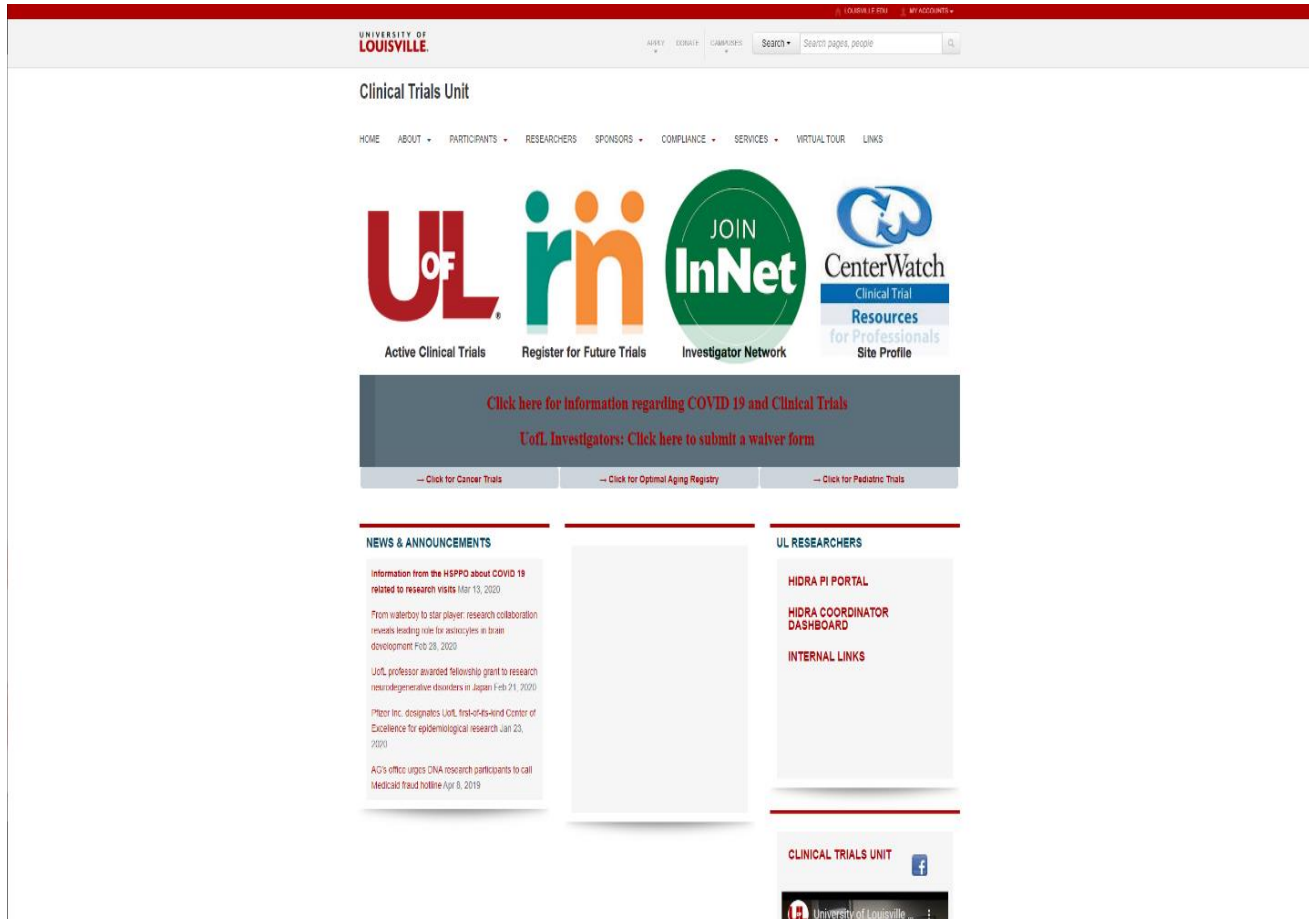 LOUISVILLE.EDU MY ACCOUNTS
UNIVERSITY OF
LOUISVILLE.
APPLY DONATE CAMPUSES Search Search pages, people
Clinical Trials Unit
HOME ABOUT PARTICIPANTS RESEARCHERS SPONSORS COMPLIANCE SERVICES VIRTUAL TOUR LINKS
U OF L ®
rn
JOIN
InNet
CW
CenterWatch
Clinical Trial
Resources
for Professionals
Active Clinical Trials
Register for Future Trials
Investigator Network
Site Profile
Click here for information regarding COVID 19 and Clinical Trials
UofL Investigators: Click here to submit a waiver form
→ Click for Cancer Trials
→ Click for Optimal Aging Registry
→ Click for Pediatric Trials
NEWS & ANNOUNCEMENTS
Information from the HSPPO about COVID 19
related to research visits Mar 13, 2020
From waterboy to star player: research collaboration
reveals leading role for astrocytes in brain
development Feb 28, 2020
UofL professor awarded fellowship grant to research
neurodegenerative disorders in Japan Feb 21, 2020
Pfizer Inc. designates UofL first-of-its-kind Center of
Excellence for epidemiological research Jan 23,
2020
AG's office urges DNA research participants to call
Medicaid fraud hotline Apr 8, 2019
UL RESEARCHERS
HIDRA PI PORTAL
HIDRA COORDINATOR
DASHBOARD
INTERNAL LINKS
CLINICAL TRIALS UNIT
f
UL University of Louisville ...